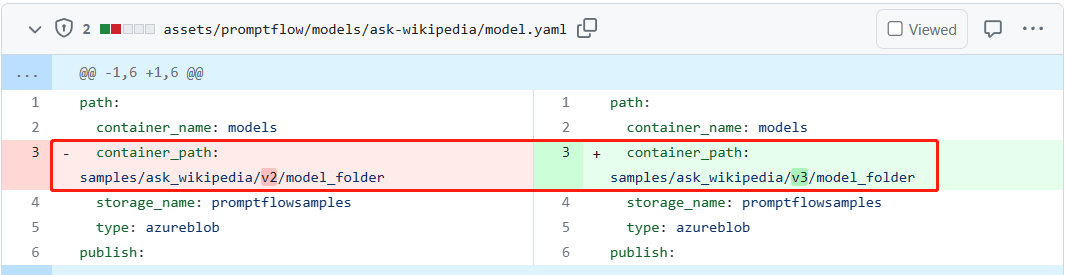 2 assets/promptflow/models/ask-wikipedia/model.yaml Viewed ...
... @@ -1,6 +1,6 @@
1 path:
2 container_name: models
3 - container_path:
samples/ask_wikipedia/v2/model_folder
4 storage_name: promptflowsamples
5 type: azureblob
6 publish:
1 path:
2 container_name: models
3 + container_path:
samples/ask_wikipedia/v3/model_folder
4 storage_name: promptflowsamples
5 type: azureblob
6 publish: